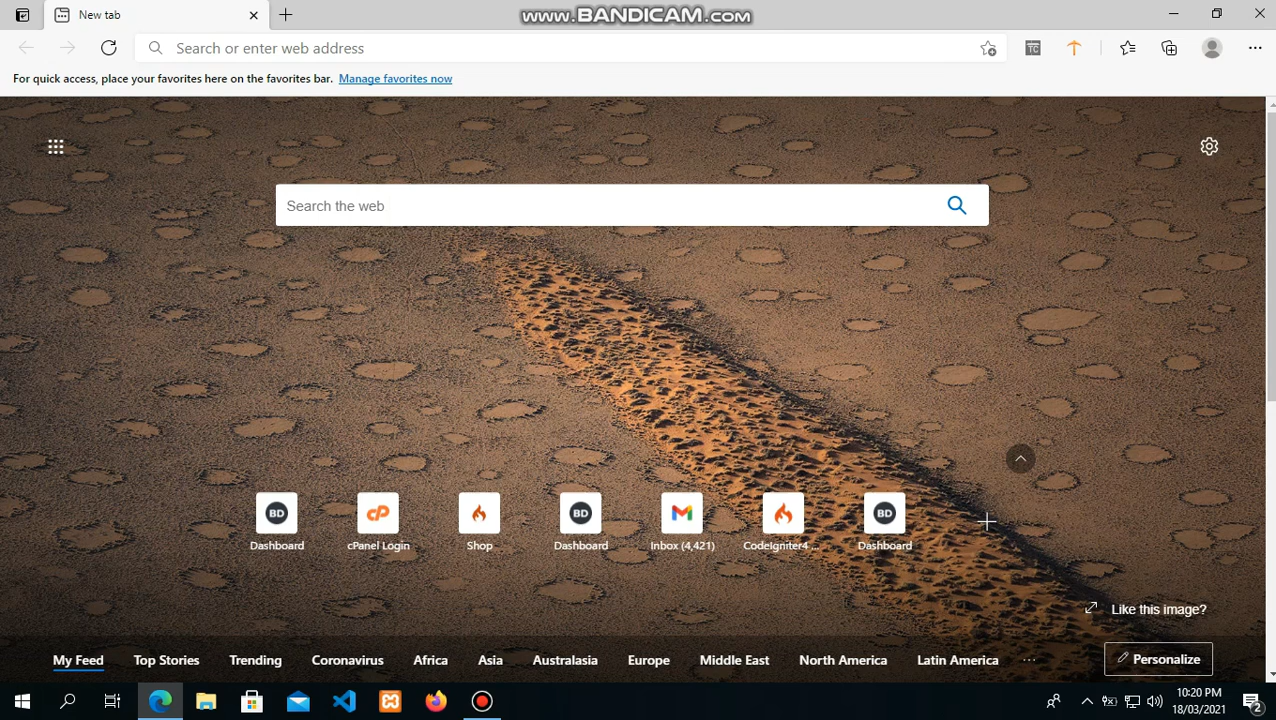 New tab
www.BANDICAM.com
Search or enter web address
TC
For quick access, place your favorites here on the favorites bar. Manage favorites now
Search the web
BD
cP
BD
BD
Dashboard
cPanel Login
Shop
Dashboard
Inbox (4,421)
CodeIgniter4 ...
Dashboard
Like this image?
My Feed
Top Stories
Trending
Coronavirus
Africa
Asia
Australasia
Europe
Middle East
North America
Latin America
...
Personalize
10:20 PM
18/03/2021
2